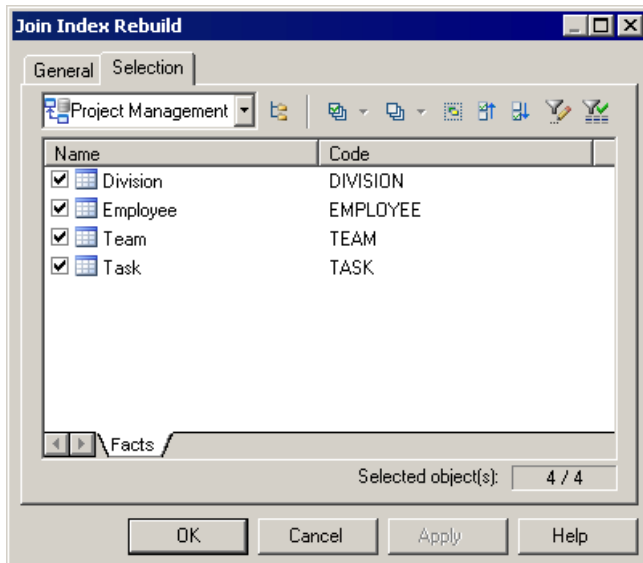 Join Index Rebuild
General Selection
Project Management
Name Code
Division DIVISION
Employee EMPLOYEE
Team TEAM
Task TASK
Facts
Selected object(s): 4 / 4
OK Cancel Apply Help